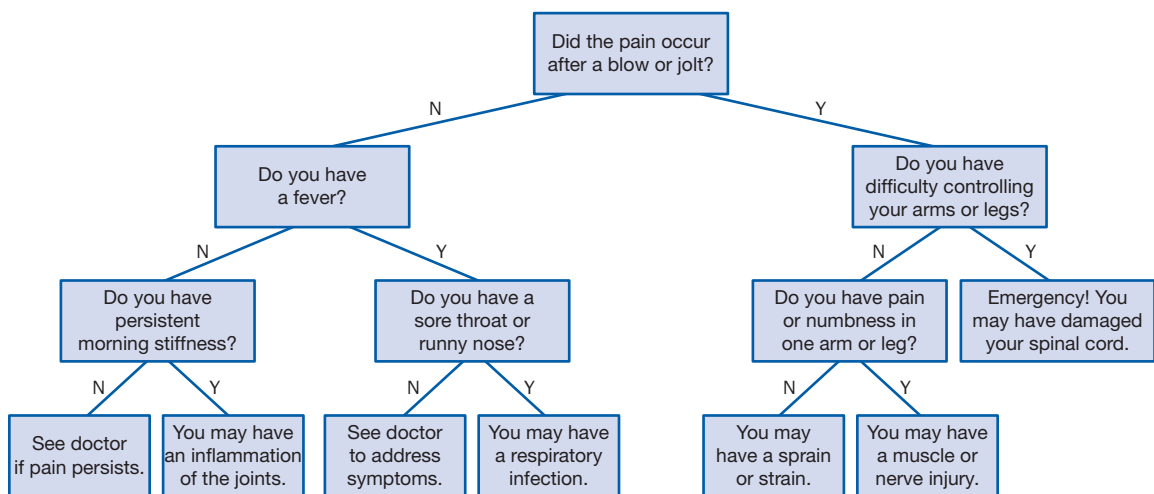 Did the pain occur
after a blow or jolt?
N
Y
Do you have
a fever?
Do you have
difficulty controlling
your arms or legs?
N
Y
N
Y
Do you have
persistent
morning stiffness?
Do you have a
sore throat or
runny nose?
Do you have pain
or numbness in
one arm or leg?
Emergency! You
may have damaged
your spinal cord.
N
Y
N
Y
N
Y
See doctor
if pain persists.
You may have
an inflammation
of the joints.
See doctor
to address
symptoms.
You may have
a respiratory
infection.
You may
have a sprain
or strain.
You may have
a muscle or
nerve injury.